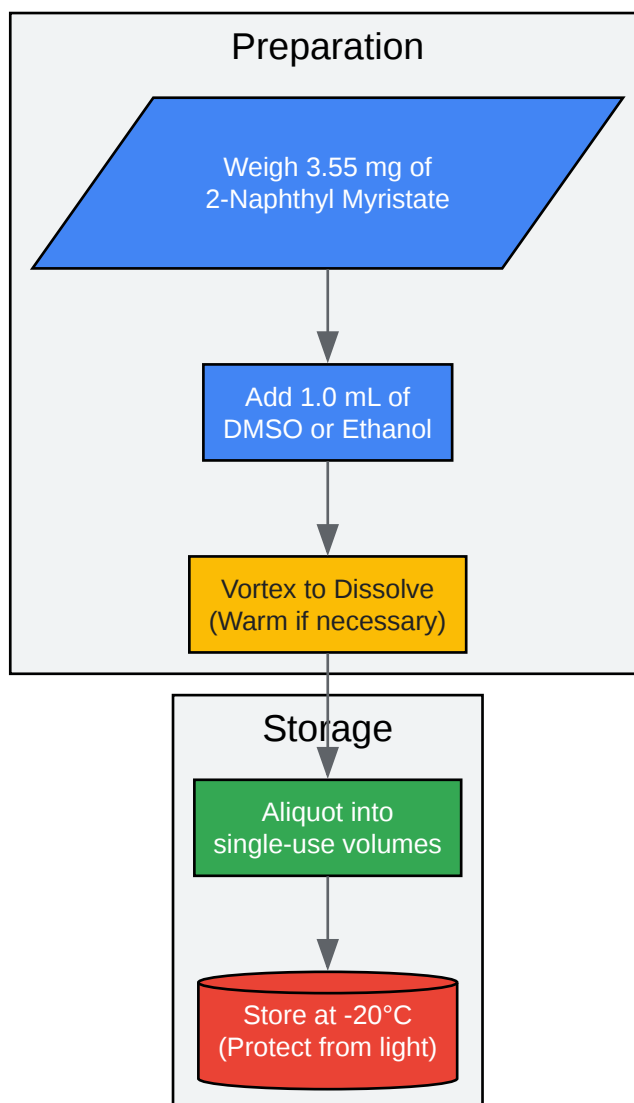 Preparation
Weigh 3.55 mg of
2-Naphthyl Myristate
Add 1.0 mL of
DMSO or Ethanol
Vortex to Dissolve
(Warm if necessary)
Storage
Aliquot into
single-use volumes
Store at -20°C
(Protect from light)